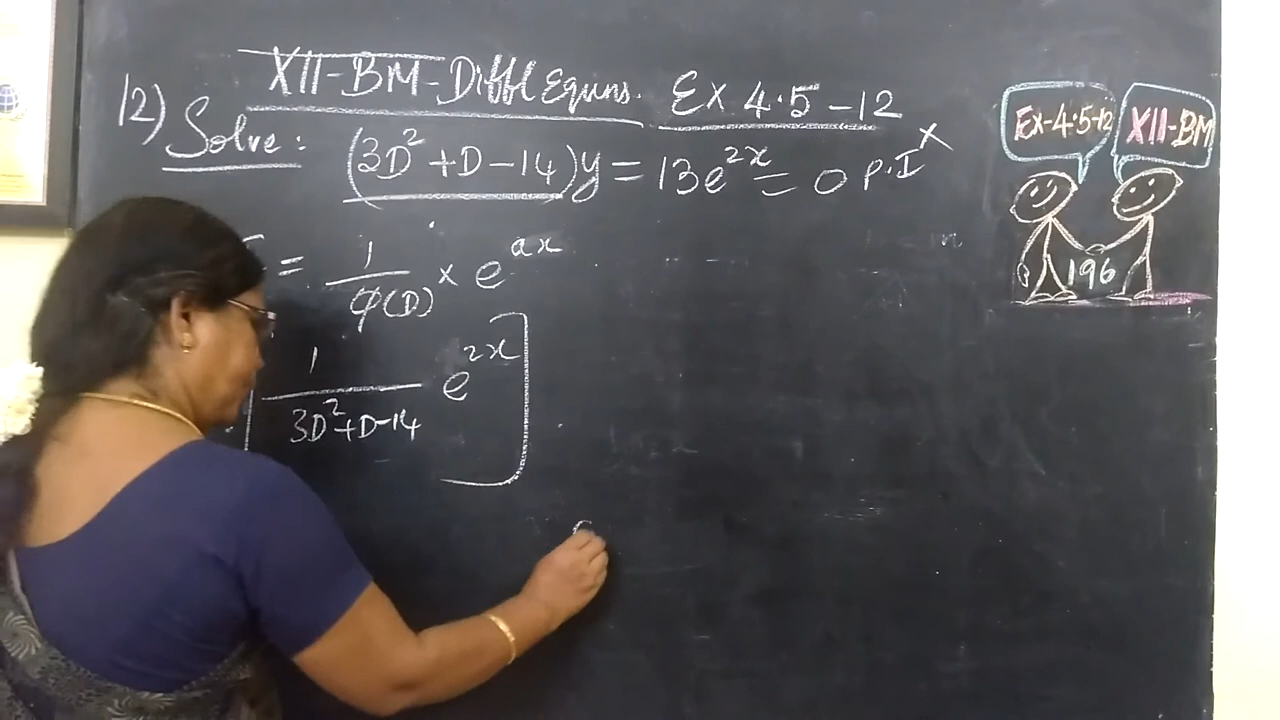 XII-BM-Diffl Equns. Ex 4.5-12
12) Solve: (3D²+D-14)y = 13e^{2x} = 0 P.I x
= 1/φ(D) × e^{ax}
1/(3D²+D-14) e^{2x} ]
Ex-4.5-12
XII-BM
196